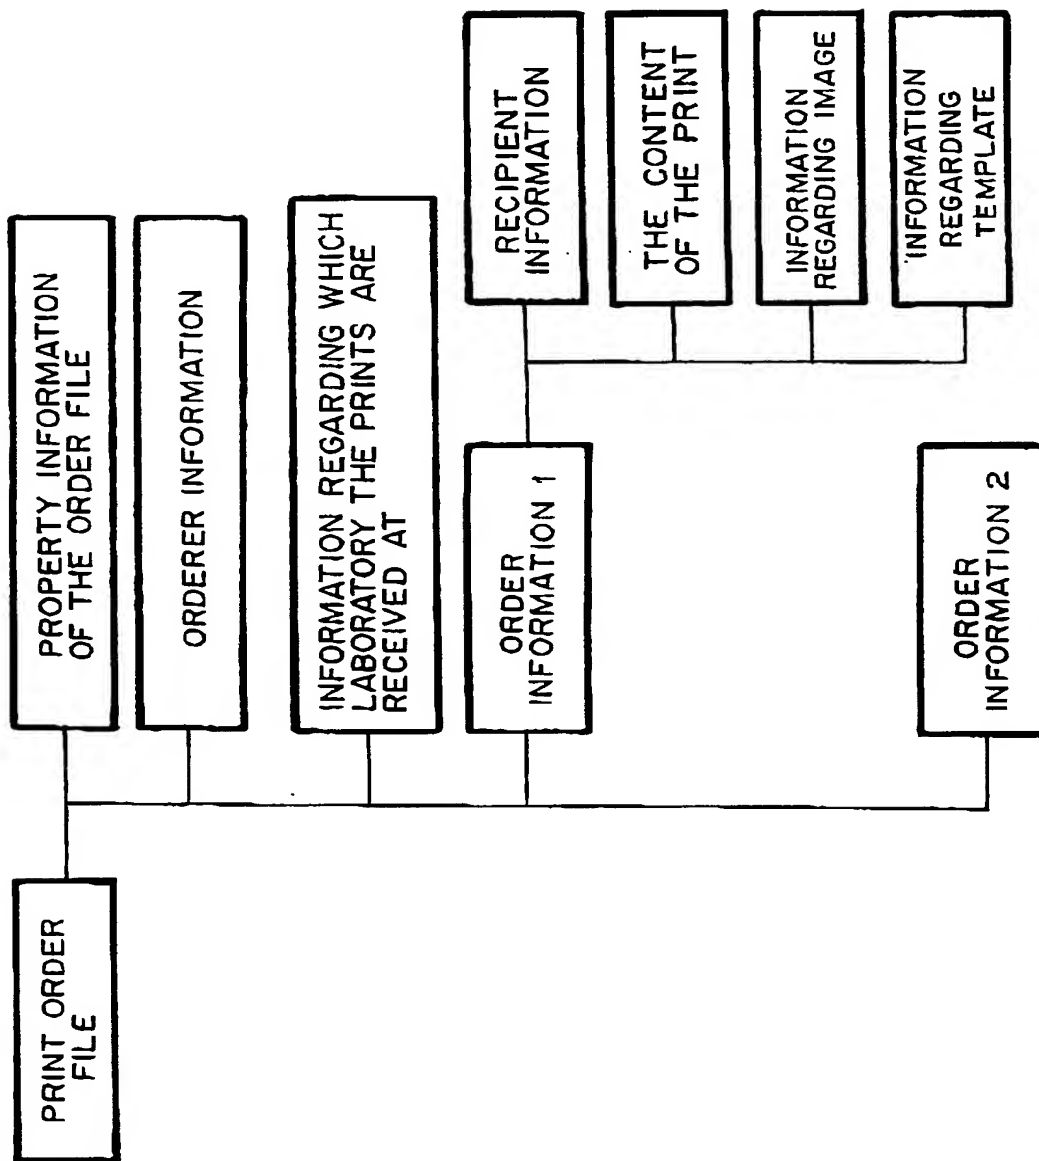 PRINT ORDER
FILE
PROPERTY INFORMATION
OF THE ORDER FILE
ORDERER INFORMATION
INFORMATION REGARDING WHICH
LABORATORY THE PRINTS ARE
RECEIVED AT
ORDER
INFORMATION 1
RECIPIENT
INFORMATION
THE CONTENT
OF THE PRINT
INFORMATION
REGARDING IMAGE
INFORMATION
REGARDING
TEMPLATE
ORDER
INFORMATION 2